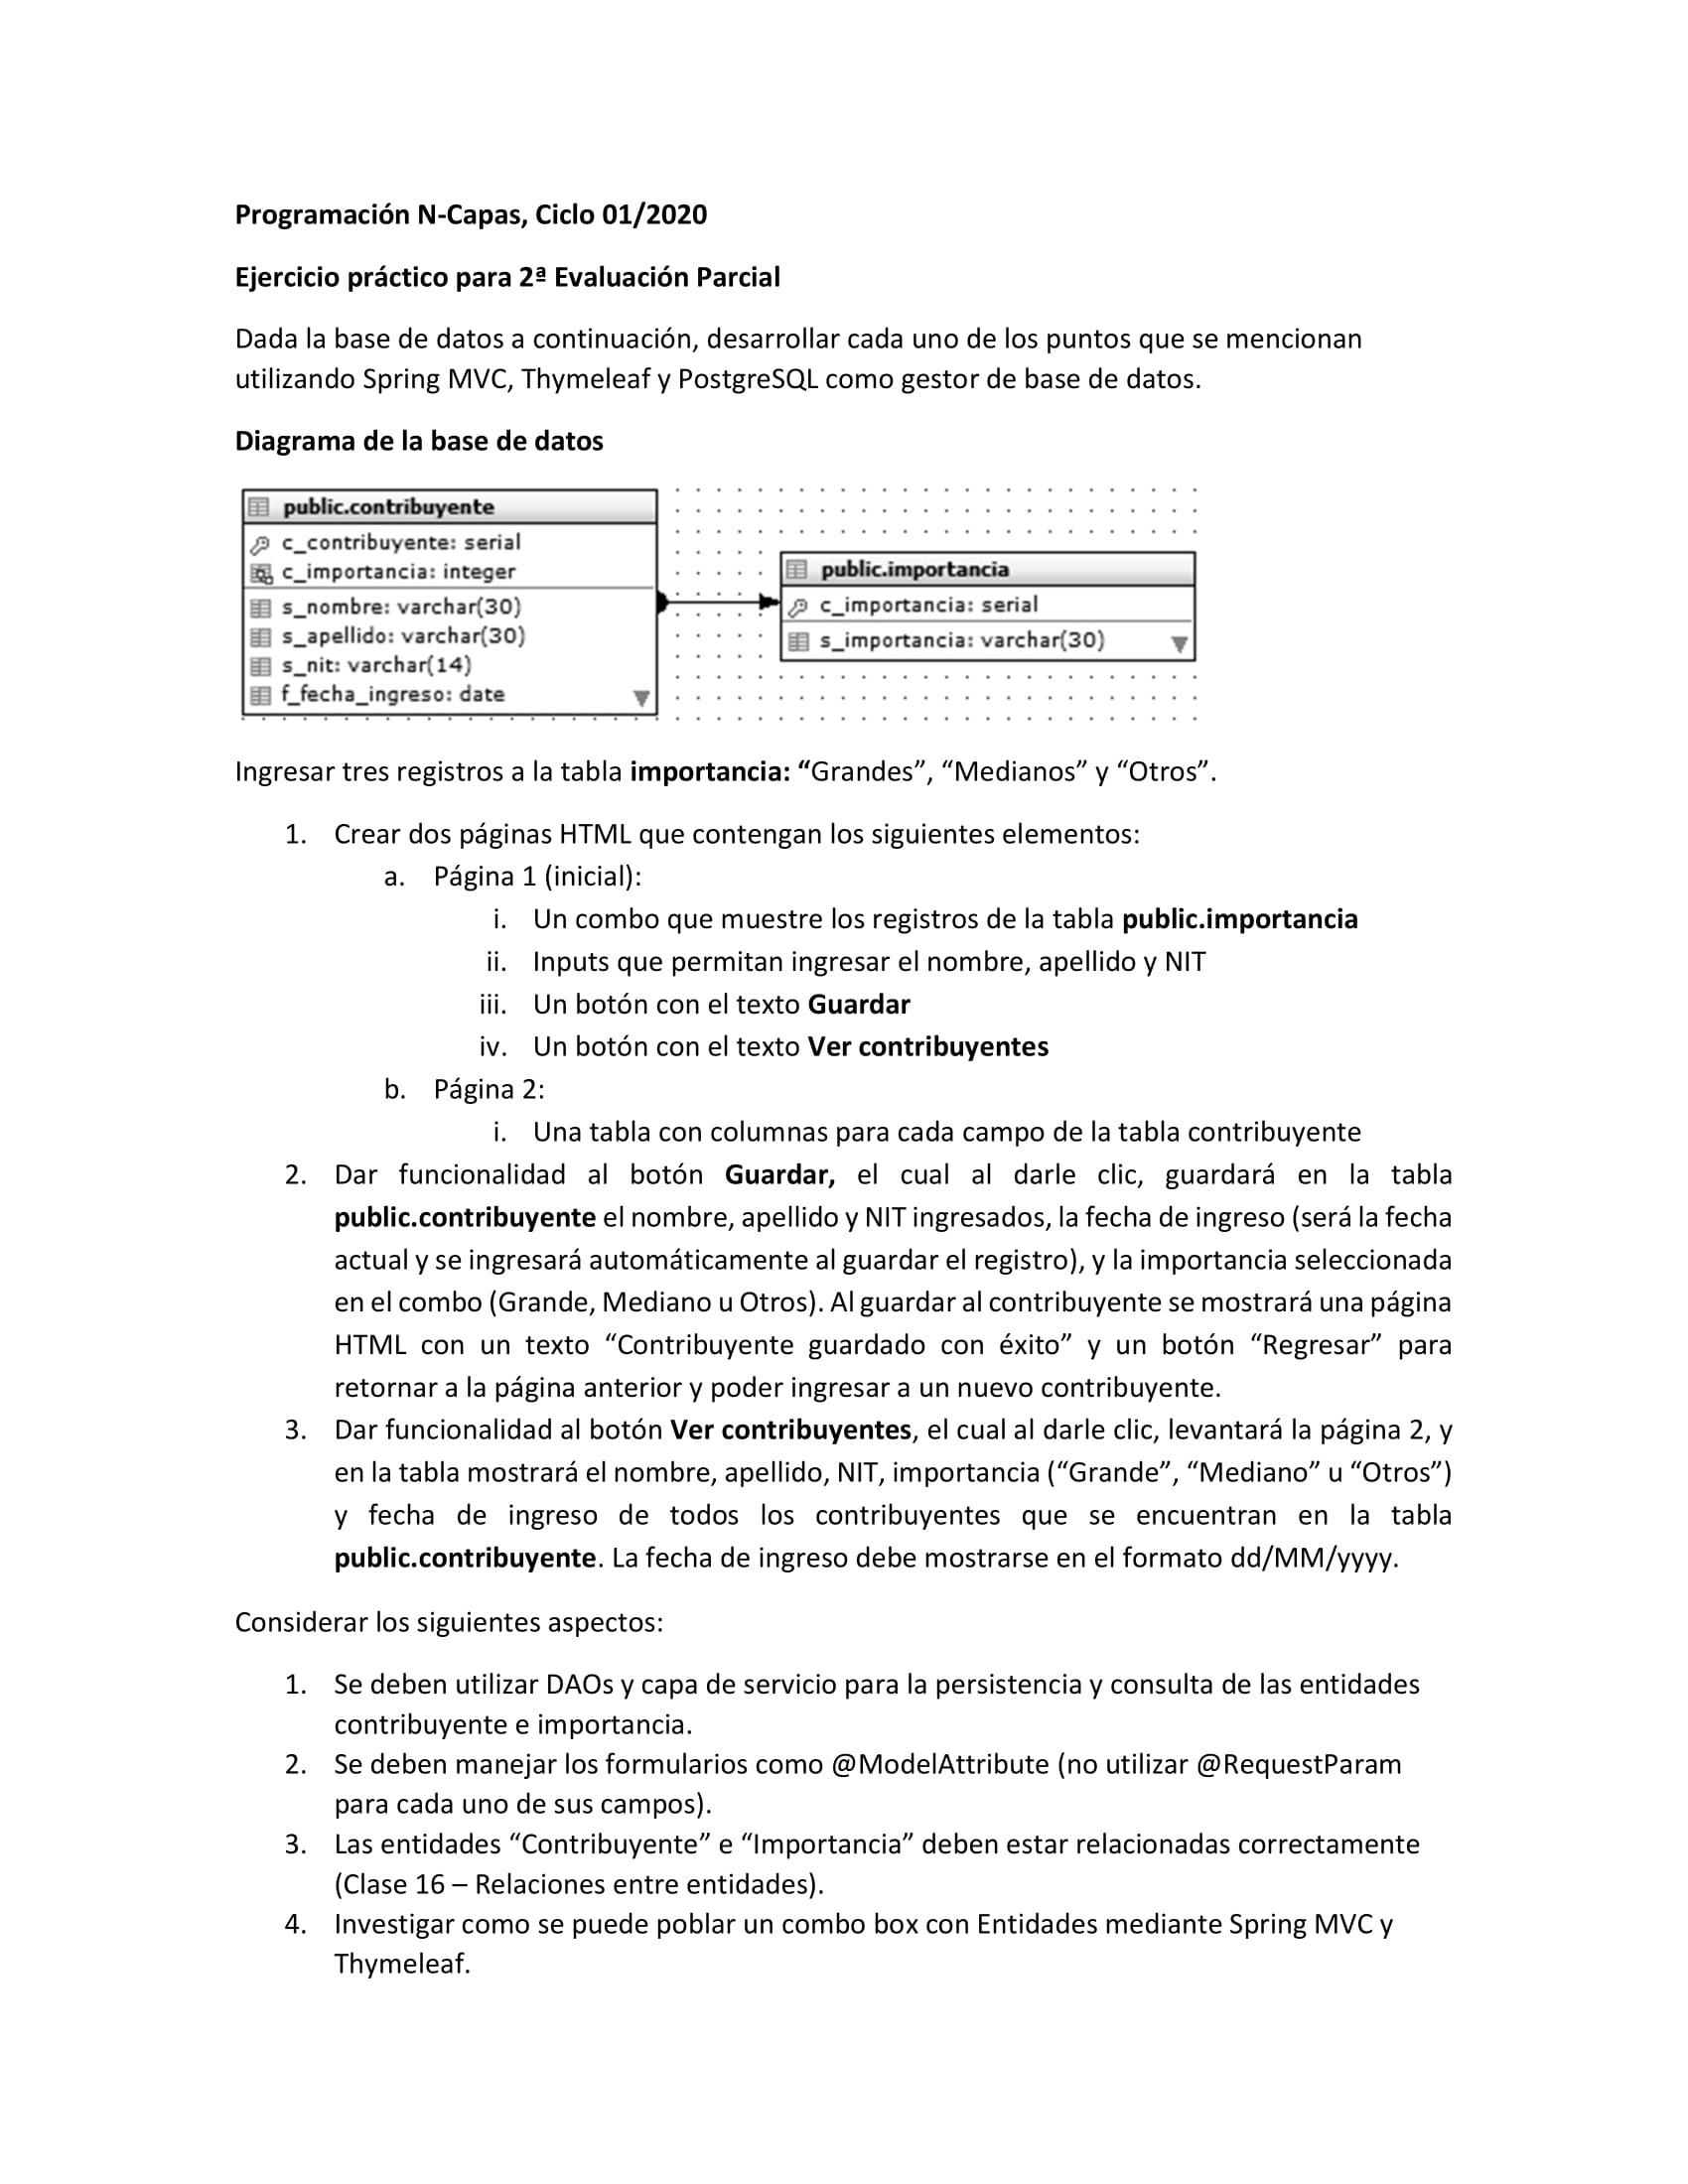 Programación N-Capas, Ciclo 01/2020
Ejercicio práctico para 2ª Evaluación Parcial
Dada la base de datos a continuación, desarrollar cada uno de los puntos que se mencionan
utilizando Spring MVC, Thymeleaf y PostgreSQL como gestor de base de datos.
Diagrama de la base de datos
public.contribuyente
c_contribuyente: serial
c_importancia: integer
s_nombre: varchar(30)
s_apellido: varchar(30)
s_nit: varchar(14)
f_fecha_ingreso: date
public.importancia
c_importancia: serial
s_importancia: varchar(30)
Ingresar tres registros a la tabla importancia: “Grandes”, “Medianos” y “Otros”.
1. Crear dos páginas HTML que contengan los siguientes elementos:
a. Página 1 (inicial):
i. Un combo que muestre los registros de la tabla public.importancia
ii. Inputs que permitan ingresar el nombre, apellido y NIT
iii. Un botón con el texto Guardar
iv. Un botón con el texto Ver contribuyentes
b. Página 2:
i. Una tabla con columnas para cada campo de la tabla contribuyente
2. Dar funcionalidad al botón Guardar, el cual al darle clic, guardará en la tabla
public.contribuyente el nombre, apellido y NIT ingresados, la fecha de ingreso (será la fecha
actual y se ingresará automáticamente al guardar el registro), y la importancia seleccionada
en el combo (Grande, Mediano u Otros). Al guardar al contribuyente se mostrará una página
HTML con un texto “Contribuyente guardado con éxito” y un botón “Regresar” para
retornar a la página anterior y poder ingresar a un nuevo contribuyente.
3. Dar funcionalidad al botón Ver contribuyentes, el cual al darle clic, levantará la página 2, y
en la tabla mostrará el nombre, apellido, NIT, importancia (“Grande”, “Mediano” u “Otros”)
y fecha de ingreso de todos los contribuyentes que se encuentran en la tabla
public.contribuyente. La fecha de ingreso debe mostrarse en el formato dd/MM/yyyy.
Considerar los siguientes aspectos:
1. Se deben utilizar DAOs y capa de servicio para la persistencia y consulta de las entidades
contribuyente e importancia.
2. Se deben manejar los formularios como @ModelAttribute (no utilizar @RequestParam
para cada uno de sus campos).
3. Las entidades “Contribuyente” e “Importancia” deben estar relacionadas correctamente
(Clase 16 – Relaciones entre entidades).
4. Investigar como se puede poblar un combo box con Entidades mediante Spring MVC y
Thymeleaf.